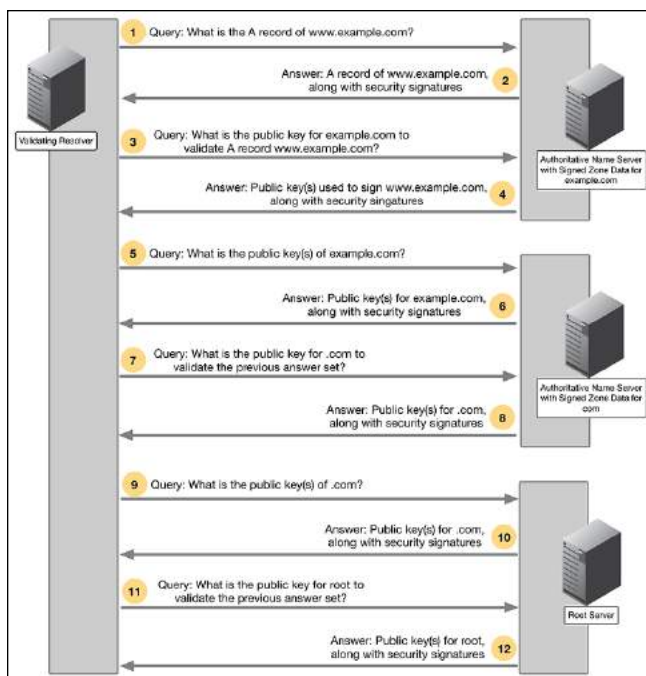 1 Query: What is the A record of www.example.com?
Answer: A record of www.example.com, 2
along with security signatures
Validating Resolver
3 Query: What is the public key for example.com to
validate A record www.example.com?
Authoritative Name Server
with Signed Zone Data for
example.com
Answer: Public key(s) used to sign www.example.com, 4
along with security singatures
5 Query: What is the public key(s) of example.com?
Answer: Public key(s) for example.com, 6
along with security signatures
7 Query: What is the public key for .com to
validate the previous answer set?
Authoritative Name Server
with Signed Zone Data for
com
Answer: Public key(s) for .com, 8
along with security signatures
9 Query: What is the public key(s) of .com?
Answer: Public key(s) for .com, 10
along with security signatures
11 Query: What is the public key for root to
validate the previous answer set?
Root Server
Answer: Public key(s) for root, 12
along with security signatures